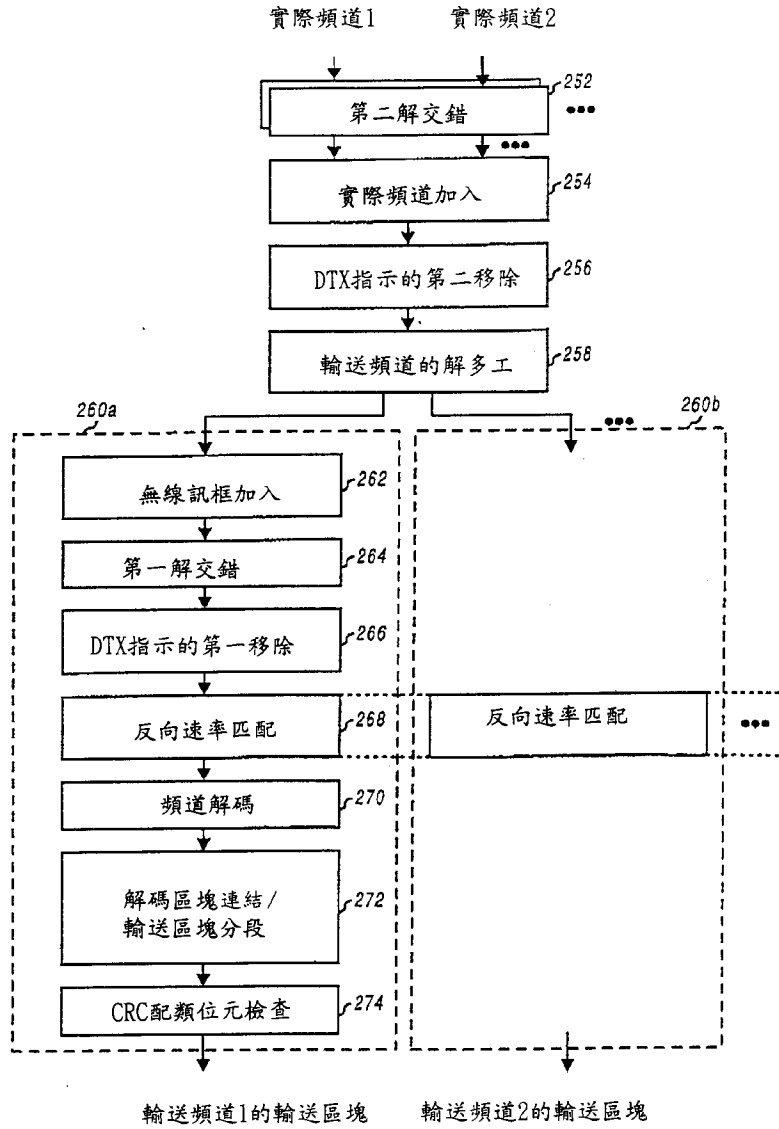 實際頻道1
實際頻道2
252
第二解交錯
254
實際頻道加入
256
DTX指示的第二移除
258
輸送頻道的解多工
260a
260b
無線訊框加入
262
第一解交錯
264
DTX指示的第一移除
266
反向速率匹配
268
反向速率匹配
頻道解碼
270
解碼區塊連結/
輸送區塊分段
272
CRC配類位元檢查
274
輸送頻道1的輸送區塊
輸送頻道2的輸送區塊